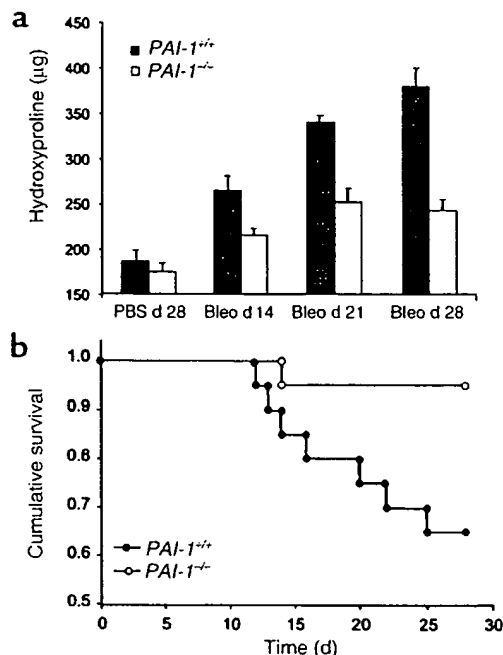 a
PAI-1+/+
PAI-1−/−
Hydroxyproline (µg)
450
400
350
300
250
200
150
PBS d 28 Bleo d 14 Bleo d 21 Bleo d 28
b
Cumulative survival
1.0
0.9
0.8
0.7
0.6
0.5
PAI-1+/+
PAI-1−/−
0 5 10 15 20 25 30
Time (d)